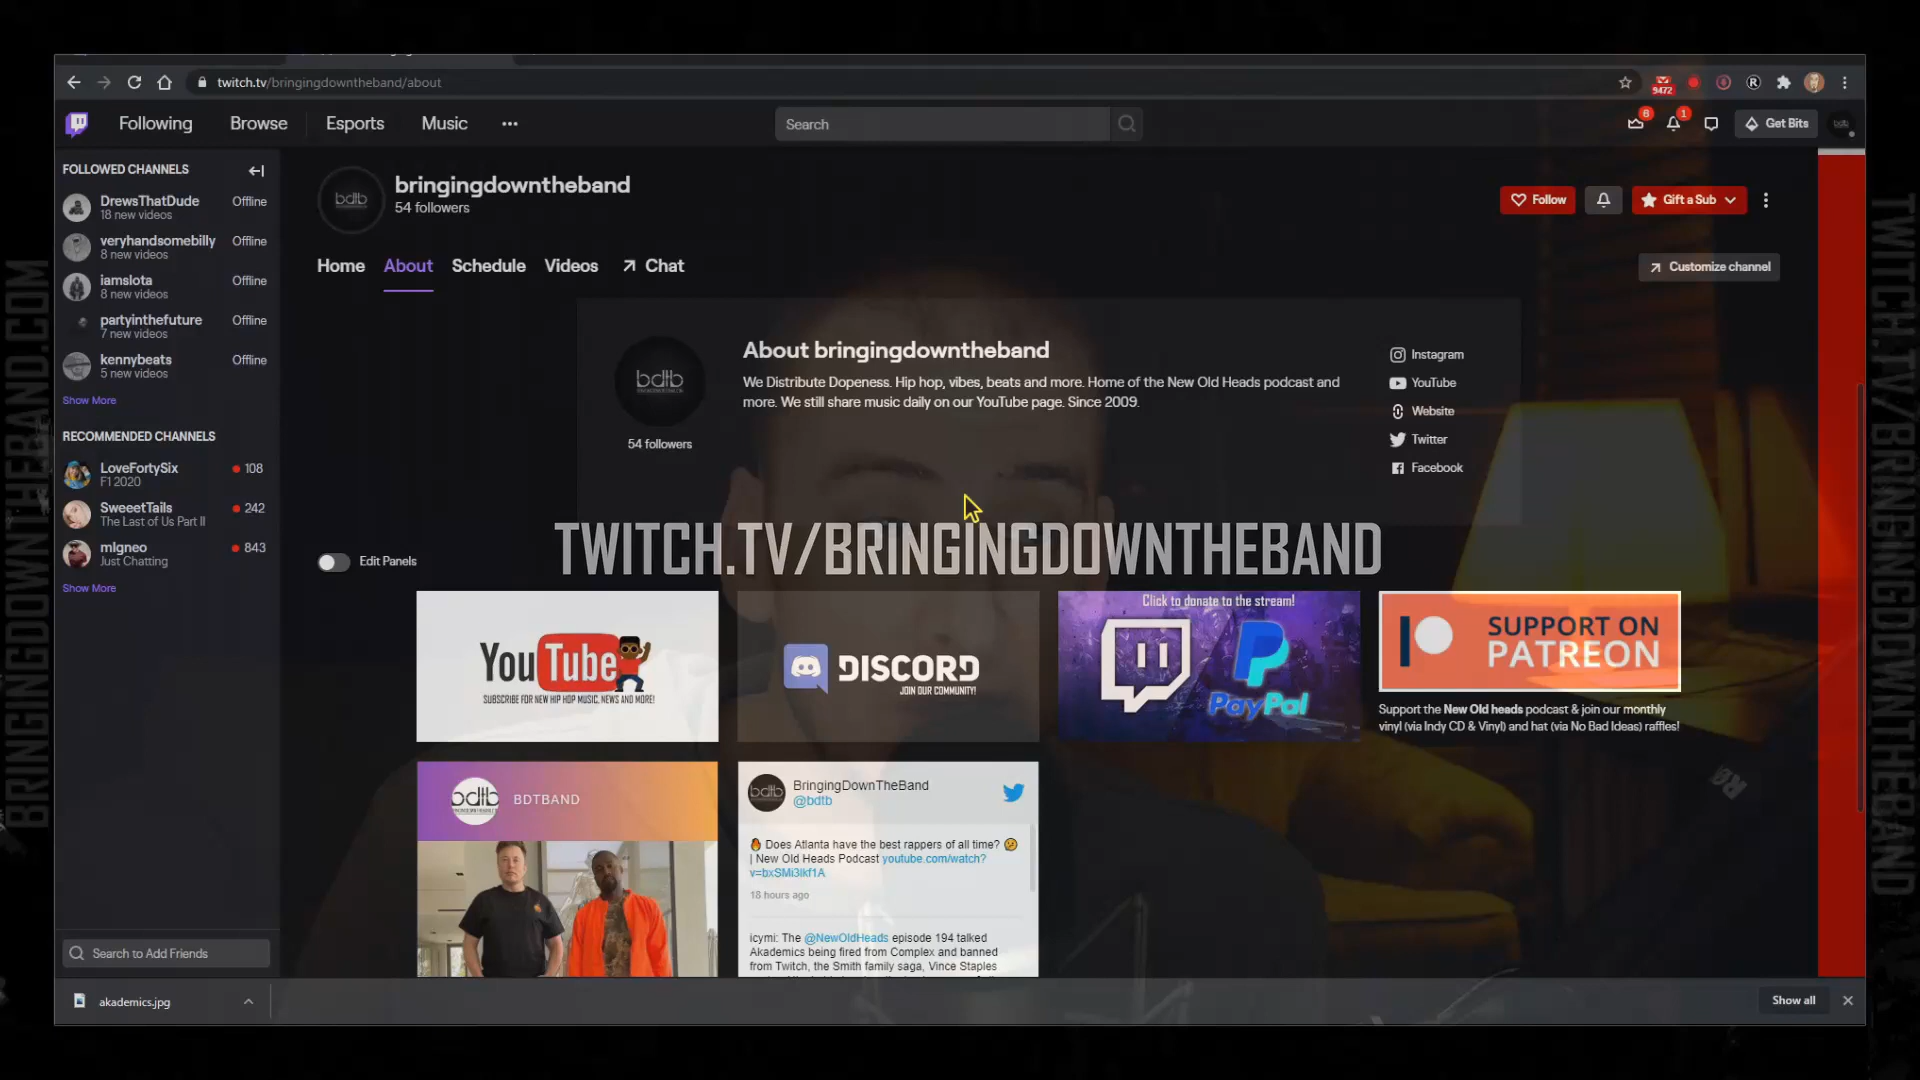 twitch.tv/bringingdowntheband/about
9472
Following
Browse
Esports
Music
Search
8
1
Get Bits
FOLLOWED CHANNELS
DrewsThatDude
Offline
18 new videos
veryhandsomebilly
Offline
8 new videos
iamslota
Offline
8 new videos
partyinthefuture
Offline
7 new videos
kennybeats
Offline
5 new videos
Show More
RECOMMENDED CHANNELS
LoveFortySix
108
F1 2020
SweeetTails
242
The Last of Us Part II
mlgneo
843
Just Chatting
Show More
Search to Add Friends
bdtb
bringingdowntheband
54 followers
Follow
Gift a Sub
Home
About
Schedule
Videos
Chat
Customize channel
bdtb
54 followers
About bringingdowntheband
We Distribute Dopeness. Hip hop, vibes, beats and more. Home of the New Old Heads podcast and
more. We still share music daily on our YouTube page. Since 2009.
Instagram
YouTube
Website
Twitter
Facebook
TWITCH.TV/BRINGINGDOWNTHEBAND
Edit Panels
YouTube
SUBSCRIBE FOR NEW HIP HOP MUSIC, NEWS AND MORE!
DISCORD
JOIN OUR COMMUNITY!
Click to donate to the stream!
PayPal
SUPPORT ON
PATREON
Support the New Old heads podcast & join our monthly
vinyl (via Indy CD & Vinyl) and hat (via No Bad Ideas) raffles!
bdtb
BDTBAND
bdtb
BringingDownTheBand
@bdtb
🔥 Does Atlanta have the best rappers of all time? 🤔
| New Old Heads Podcast youtube.com/watch?
v=bxSMi3lkf1A
18 hours ago
icymi: The @NewOldHeads episode 194 talked
Akademics being fired from Complex and banned
from Twitch, the Smith family saga, Vince Staples
akademics.jpg
Show all
BRINGINGDOWNTHEBAND.COM
TWITCH.TV/BRINGINGDOWNTHEBAND